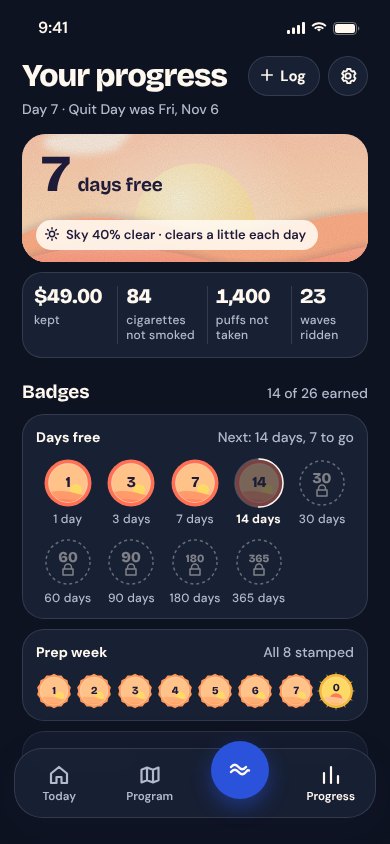 9:41
Your progress
+ Log
Day 7 · Quit Day was Fri, Nov 6
7 days free
Sky 40% clear · clears a little each day
$49.00 84 1,400 23
kept cigarettes puffs not waves
not smoked taken ridden
Badges 14 of 26 earned
Days free Next: 14 days, 7 to go
1 3 7 14 30
1 day 3 days 7 days 14 days 30 days
60 90 180 365
60 days 90 days 180 days 365 days
Prep week All 8 stamped
1 2 3 4 5 6 7 0
Today Program Progress